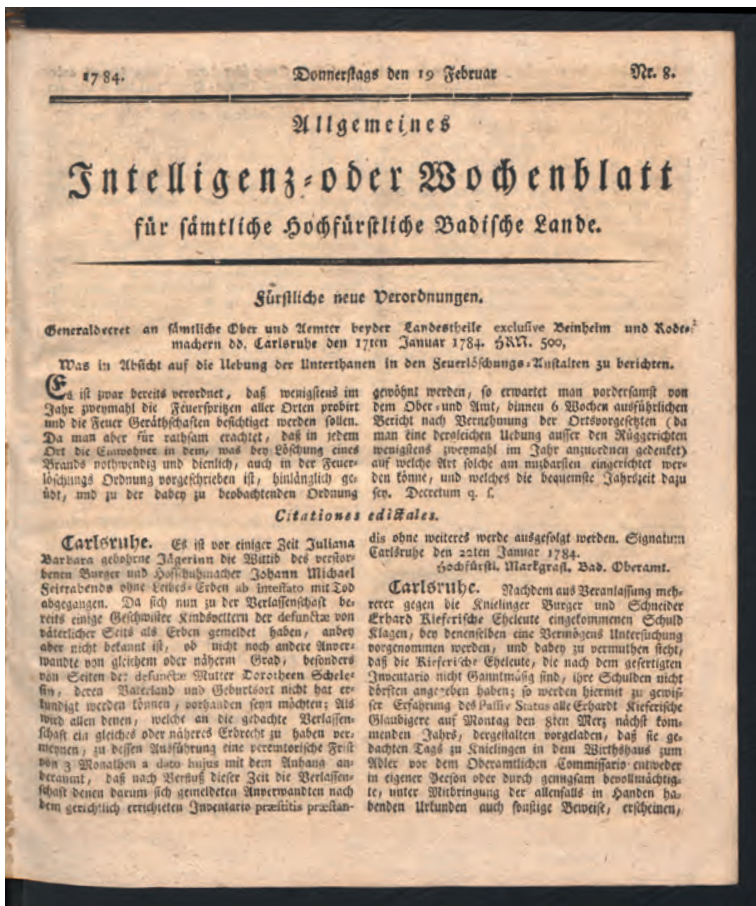 1784. Donnerstags den 19 Februar Nr. 8.
Allgemeines
Intelligenz-oder Wochenblatt
für sämtliche Hochfürstliche Badische Lande.
Fürstliche neue Verordnungen.
Generaldecret an sämtliche Ober und Aemter beyder Landestheile exclusive Beinheim und Rode-
machern dd. Carlsruhe den 17ten Januar 1784. HRN. 500,
Was in Absicht auf die Uebung der Unterthanen in den Feuerlöschungs-Anstalten zu berichten.
Es ist zwar bereits verordnet, daß wenigstens im
Jahr zweymahl die Feuerspritzen aller Orten probirt
und die Feuer Geräthschaften besichtiget werden sollen.
Da man aber für rathsam erachtet, daß in jedem
Ort die Einwohner in dem, was bey Löschung eines
Brands nothwendig und dienlich, auch in der Feuer-
löschungs Ordnung vorgeschrieben ist, hinlänglich ge-
übt, und zu der dabey zu beobachtenden Ordnung
gewöhnt werden, so erwartet man vordersamst von
dem Ober-und Amt, binnen 6 Wochen ausführlichen
Bericht nach Vernehmung der Ortsvorgesetzten (da
man eine dergleichen Uebung ausser den Rüggerichten
wenigstens zweymahl im Jahr anzuordnen gedenket)
auf welche Art solche am nuzbarsten eingerichtet wer-
den könne, und welches die bequemste Jahrszeit dazu
sey. Decretum q. s.
Citationes edictales.
Carlsruhe. Es ist vor einiger Zeit Juliana
Barbara gebohrne Jägerinn die Wittib des verstor-
benen Burger und Hofschuhmacher Johann Michael
Feierabends ohne Leibes-Erben ab intestato mit Tod
abgegangen. Da sich nun zu der Verlassenschaft be-
reits einige Geschwister Kindsveltern der defunctæ von
väterlicher Seits als Erben gemeldet haben, anbey
aber nicht bekannt ist, ob nicht noch andere Anver-
wandte von gleichem oder näherm Grad, besonders
von Seiten der defunctæ Mutter Dorotheen Schele-
sin, deren Vaterland und Geburtsort nicht hat er-
kundigt werden können, vorhanden seyn möchten; Als
wird allen denen, welche an die gedachte Verlassen-
schaft ein gleiches oder näheres Erbrecht zu haben ver-
meynen, zu dessen Ausführung eine peremtorische Frist
von 3 Monathen a dato hujus mit dem Anhang an-
beraumt, daß nach Verfluß dieser Zeit die Verlassen-
schaft denen darum sich gemeldeten Anverwandten nach
dem gerichtlich errichteten Inventario præstitis præstan-
dis ohne weiteres werde ausgefolgt werden. Signatum
Carlsruhe den 22ten Januar 1784.
Hochfürstl. Markgräfl. Bad. Oberamt.
Carlsruhe. Nachdem aus Veranlassung meh-
rerer gegen die Knielinger Burger und Schneider
Erhard Kieferische Eheleute eingekommenen Schuld
Klagen, bey denenselben eine Vermögens Untersuchung
vorgenommen werden, und dabey zu vermuthen steht,
daß die Kieferische Eheleute, die nach dem gefertigten
Inventario nicht Ganntmäßig sind, ihre Schulden nicht
dörften angegeben haben; so werden hiermit zu gewis-
ser Erfahrung des Passiv Status alle Erhardt Kieferische
Glaubigere auf Montag den 8ten Merz nächst kom-
menden Jahrs, dergestalten vorgeladen, daß sie ge-
dachten Tags zu Knielingen in dem Wirthshaus zum
Adler vor dem Oberamtlichen Commissario entweder
in eigener Person oder durch genugsam bevollmächtig-
te, unter Mitbringung der allenfalls in Handen ha-
benden Urkunden auch sonstige Beweise, erscheinen,